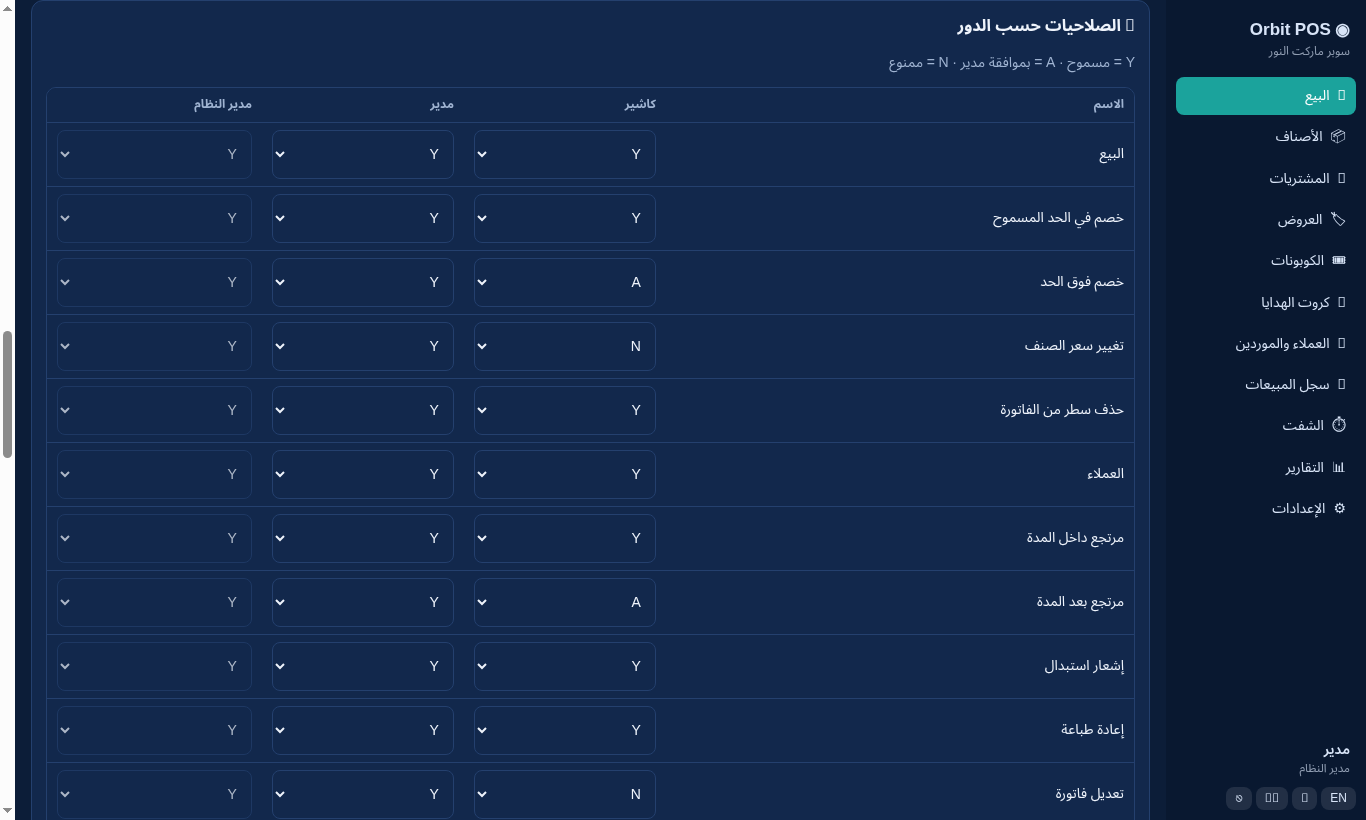 ◉ Orbit POS
سوبر ماركت النور
البيع
الأصناف
المشتريات
العروض
الكوبونات
كروت الهدايا
العملاء والموردين
سجل المبيعات
الشفت
التقارير
الإعدادات
مدير
مدير النظام
EN
الصلاحيات حسب الدور
Y = مسموح · A = بموافقة مدير · N = ممنوع
الاسم كاشير مدير مدير النظام
البيع Y Y Y
خصم في الحد المسموح Y Y Y
خصم فوق الحد A Y Y
تغيير سعر الصنف N Y Y
حذف سطر من الفاتورة Y Y Y
العملاء Y Y Y
مرتجع داخل المدة Y Y Y
مرتجع بعد المدة A Y Y
إشعار استبدال Y Y Y
إعادة طباعة Y Y Y
تعديل فاتورة N Y Y